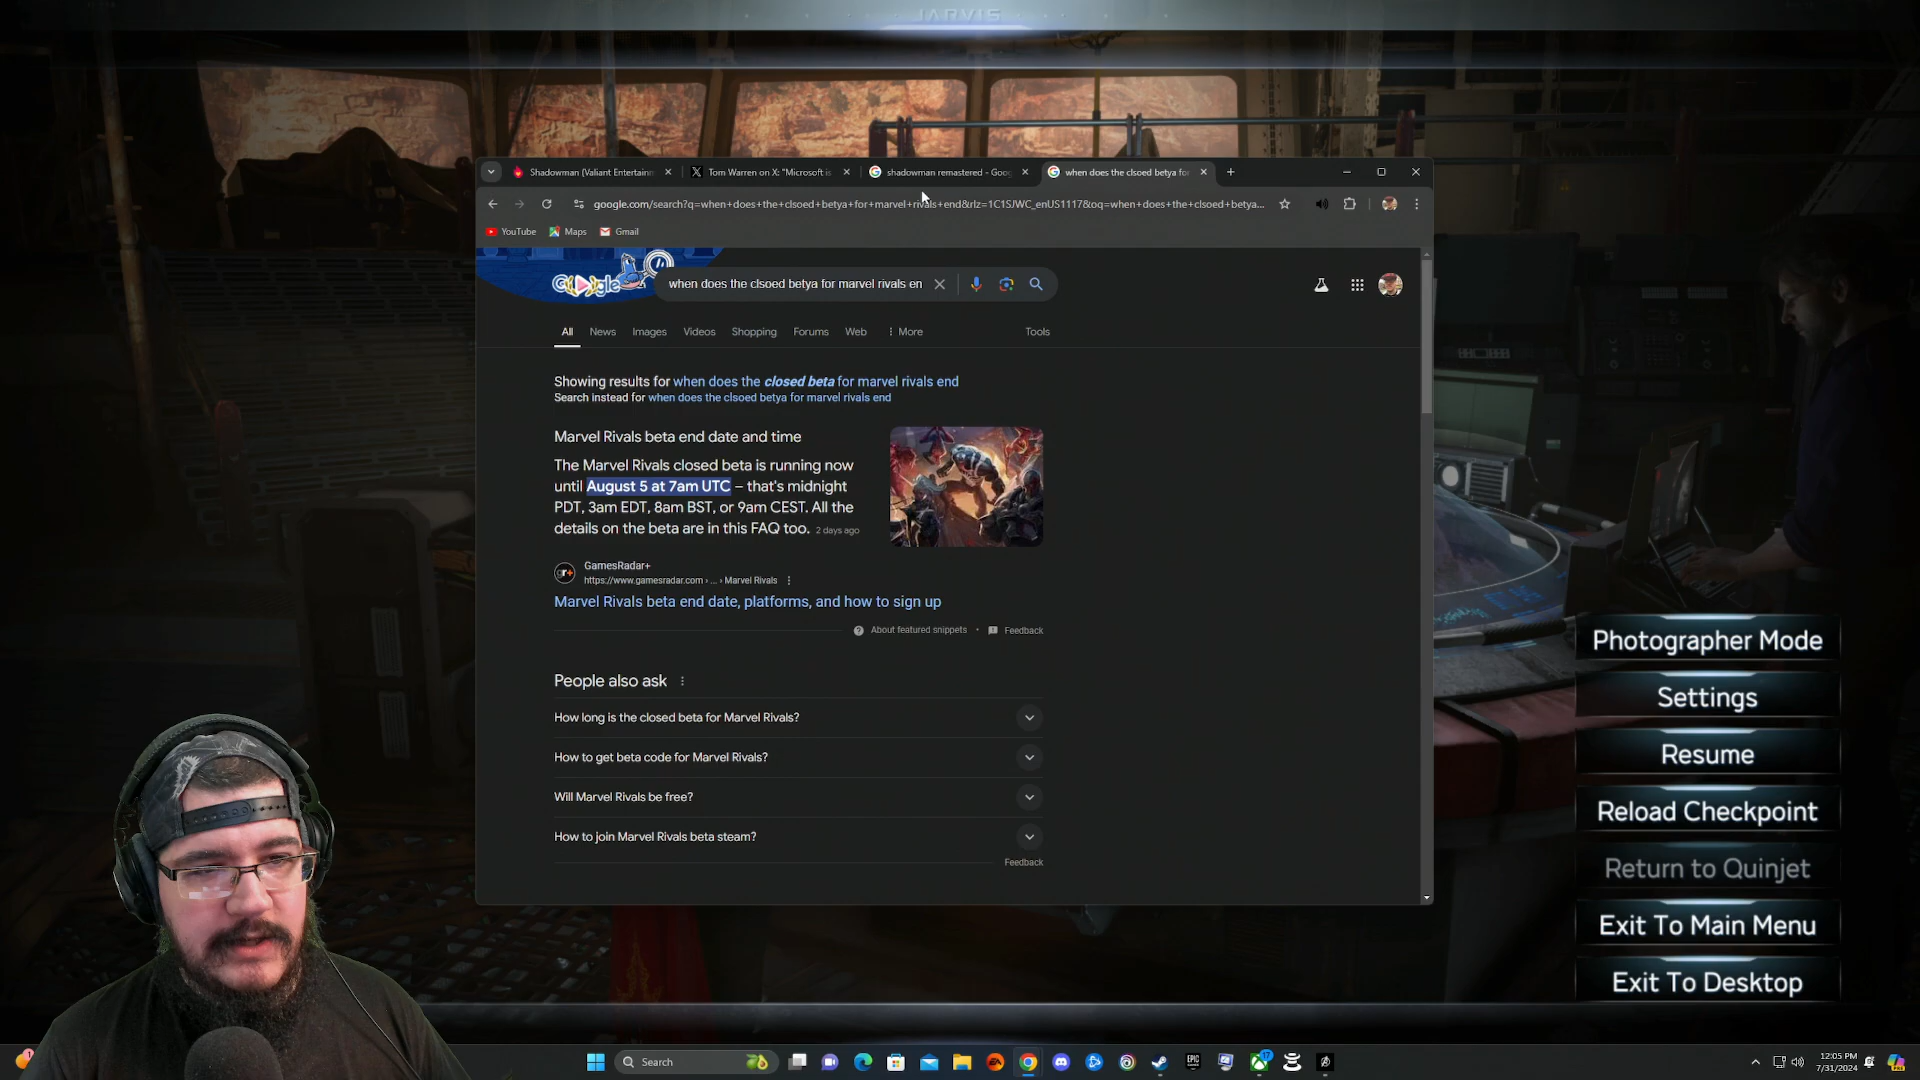 JARVIS
Shadowman (Valiant Entertainm
Tom Warren on X: "Microsoft is
shadowman remastered - Goog
when does the clsoed betya for
google.com/search?q=when+does+the+clsoed+betya+for+marvel+rivals+end&rlz=1C1SJWC_enUS1117&oq=when+does+the+clsoed+betya...
YouTube
Maps
Gmail
Google
when does the clsoed betya for marvel rivals en
All
News
Images
Videos
Shopping
Forums
Web
More
Tools
Showing results for when does the closed beta for marvel rivals end
Search instead for when does the clsoed betya for marvel rivals end
Marvel Rivals beta end date and time
The Marvel Rivals closed beta is running now
until August 5 at 7am UTC – that's midnight
PDT, 3am EDT, 8am BST, or 9am CEST. All the
details on the beta are in this FAQ too. 2 days ago
gr+
GamesRadar+
https://www.gamesradar.com › ... › Marvel Rivals
Marvel Rivals beta end date, platforms, and how to sign up
About featured snippets
•
Feedback
People also ask
How long is the closed beta for Marvel Rivals?
How to get beta code for Marvel Rivals?
Will Marvel Rivals be free?
How to join Marvel Rivals beta steam?
Feedback
Photographer Mode
Settings
Resume
Reload Checkpoint
Return to Quinjet
Exit To Main Menu
Exit To Desktop
1
Search
EA
EPIC
17
12:05 PM
7/31/2024